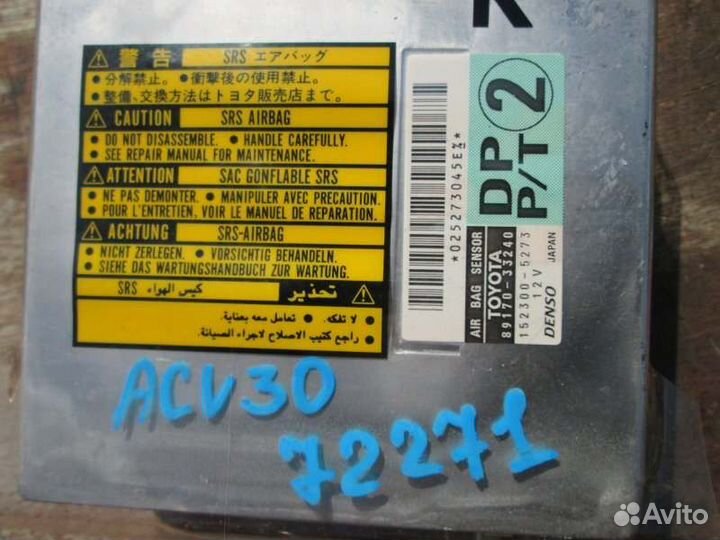 警告 SRS エアバッグ
●分解禁止。●衝撃後の使用禁止。
●整備、交換方法はトヨタ販売店まで。
CAUTION SRS AIRBAG
● DO NOT DISASSEMBLE. ● HANDLE CAREFULLY.
● SEE REPAIR MANUAL FOR MAINTENANCE.
ATTENTION SAC GONFLABLE SRS
● NE PAS DEMONTER. ● MANIPULER AVEC PRECAUTION.
● POUR L'ENTRETIEN, VOIR LE MANUEL DE REPARATION.
ACHTUNG SRS-AIRBAG
● NICHT ZERLEGEN. ● VORSICHTIG BEHANDELN.
● SIEHE DAS WARTUNGSHANDBUCH ZUR WARTUNG.
تحذير كيس الهواء SRS
● لا تفكه. ● تعامل معه بعناية.
● راجع كتيب الاصلاح لاجراء الصيانة.
DP 2
P/T
*025273045E%*
AIR BAG SENSOR
TOYOTA
89170-33240
152300-5273
12V
DENSO JAPAN
ACV30
72271
Avito